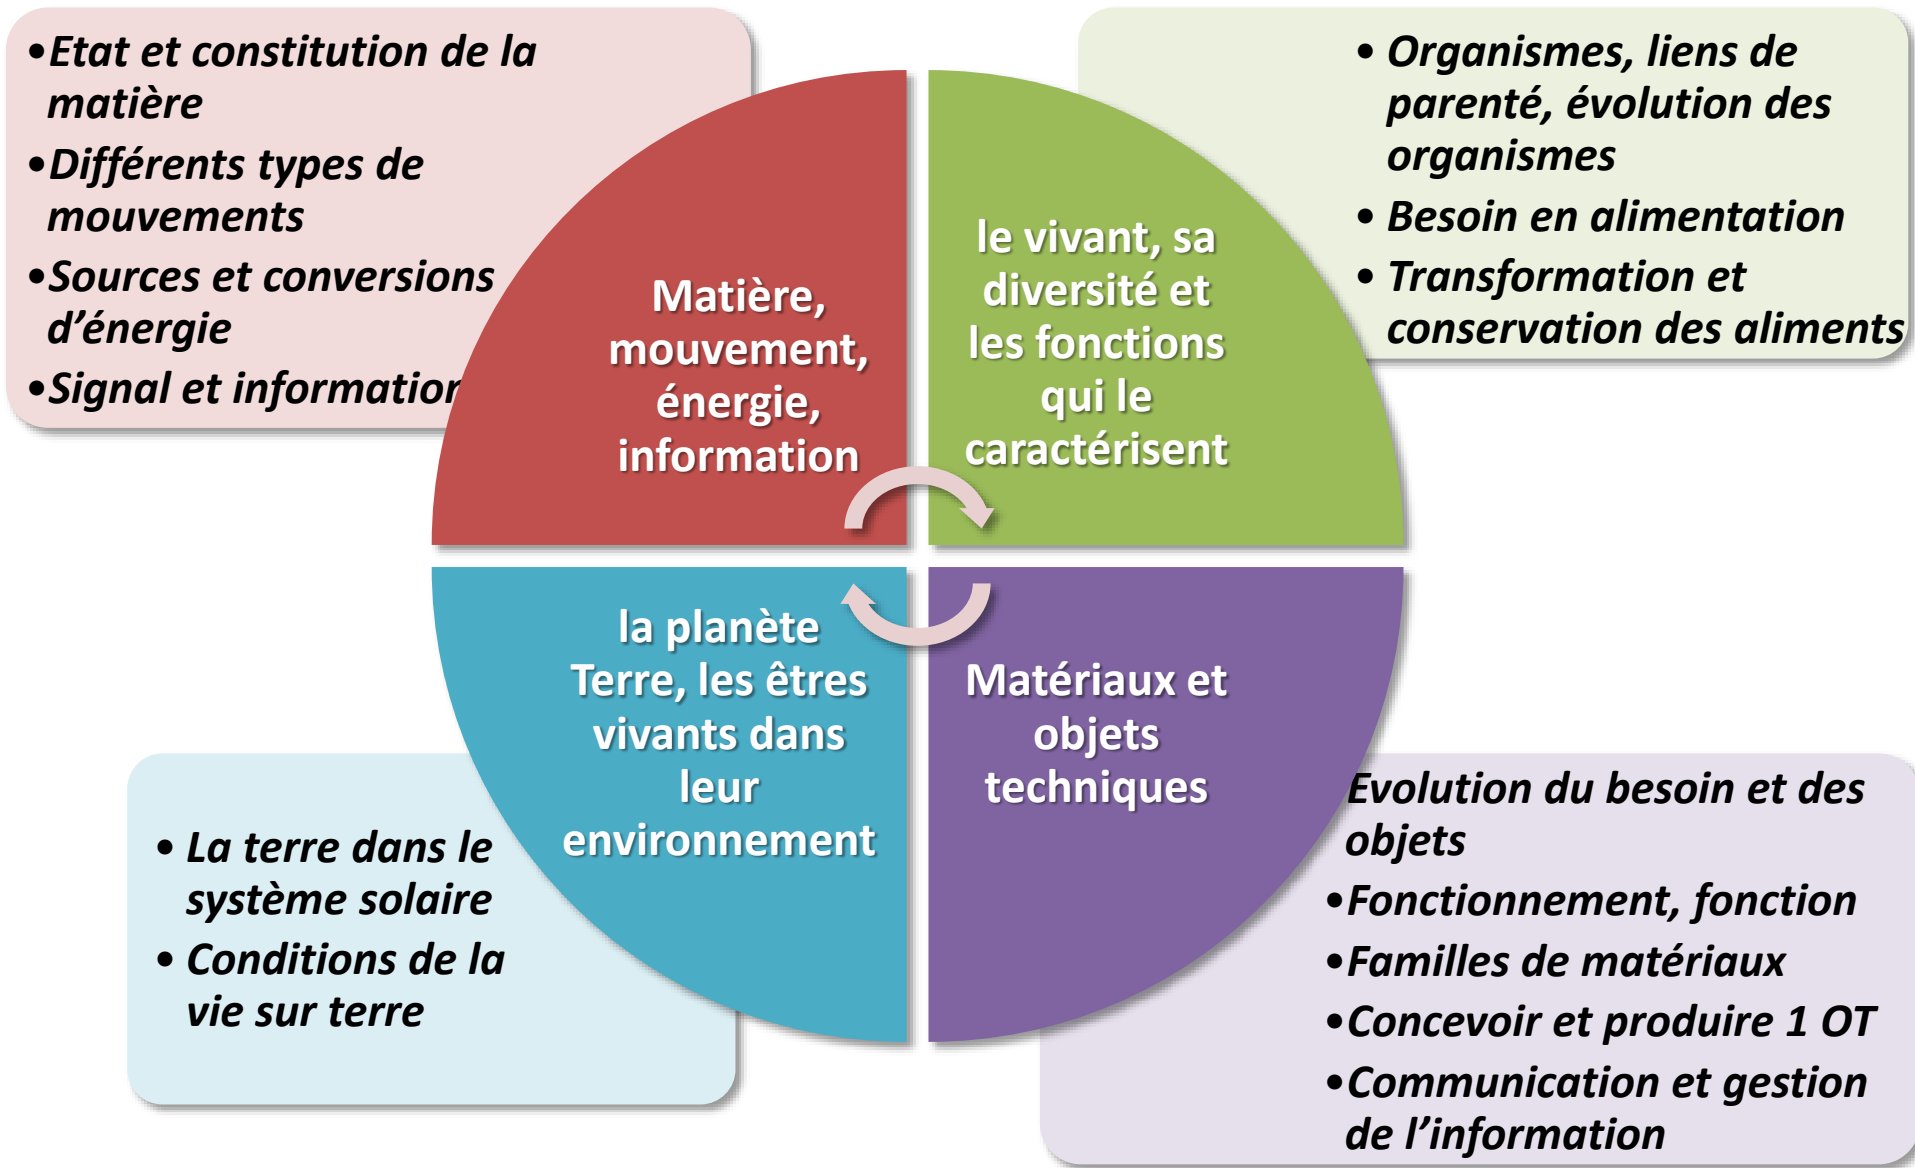 •Etat et constitution de la
matière
•Différents types de
mouvements
•Sources et conversions
d’énergie
•Signal et information
Matière,
mouvement,
énergie,
information
• Organismes, liens de
parenté, évolution des
organismes
• Besoin en alimentation
• Transformation et
conservation des aliments
le vivant, sa
diversité et
les fonctions
qui le
caractérisent
la planète
Terre, les êtres
vivants dans
leur
environnement
• La terre dans le
système solaire
• Conditions de la
vie sur terre
Matériaux et
objets
techniques
Evolution du besoin et des
objets
•Fonctionnement, fonction
•Familles de matériaux
•Concevoir et produire 1 OT
•Communication et gestion
de l’information